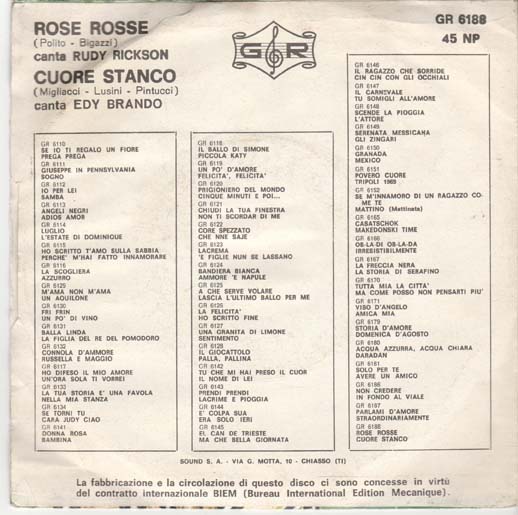 ROSE ROSSE
(Polito - Bigazzi)
canta RUDY RICKSON
CUORE STANCO
(Migliacci - Lusini - Pintucci)
canta EDY BRANDO
G R
GR 6188
45 NP
GR 6110
SE IO TI REGALO UN FIORE
PREGA PREGA
GR 6111
GIUSEPPE IN PENNSYLVANIA
SOGNO
GR 6112
IO PER LEI
SAMBA
GR 6113
ANGELI NEGRI
ADIOS AMOR
GR 6114
LUGLIO
L'ESTATE DI DOMINIQUE
GR 6115
HO SCRITTO T'AMO SULLA SABBIA
PERCHE' M'HAI FATTO INNAMORARE
GR 6116
LA SCOGLIERA
AZZURRO
GR 6125
M'AMA NON M'AMA
UN AQUILONE
GR 6130
FRI FRIN
UN PO' DI VINO
GR 6131
BALLA LINDA
LA FIGLIA DEL RE DEL POMODORO
GR 6132
CONNOLA D'AMMORE
RUSSELLA E MAGGIO
GR 6117
HO DIFESO IL MIO AMORE
UN'ORA SOLA TI VORREI
GR 6133
LA TUA STORIA E' UNA FAVOLA
NELLA MIA STANZA
GR 6134
SE TORNI TU
CARA JUDY CIAO
GR 6141
DONNA ROSA
BAMBINA
GR 6118
IL BALLO DI SIMONE
PICCOLA KATY
GR 6119
UN PO' D'AMORE
FELICITA', FELICITA'
GR 6120
PRIGIONIERO DEL MONDO
CINQUE MINUTI E POI...
GR 6121
CHIUDI LA TUA FINESTRA
NON TI SCORDAR DI ME
GR 6122
CORE SPEZZATO
CHE NNE SAJE
GR 6123
LACREMA
'E FIGLIE NUN SE LASSANO
GR 6124
BANDIERA BIANCA
AMMORE 'E NAPULE
GR 6125
A CHE SERVE VOLARE
LASCIA L'ULTIMO BALLO PER ME
GR 6126
LA FELICITA'
HO SCRITTO FINE
GR 6127
UNA GRANITA DI LIMONE
SENTIMENTO
GR 6128
IL GIOCATTOLO
PALLA, PALLINA
GR 6142
TU CHE MI HAI PRESO IL CUOR
IL NOME DI LEI
GR 6143
PRENDI PRENDI
LACRIME E PIOGGIA
GR 6144
E' COLPA SUA
ERA SOLO IERI
GR 6145
EL CAN DE TRIESTE
MA CHE BELLA GIORNATA
GR 6146
IL RAGAZZO CHE SORRIDE
CIN CIN CON GLI OCCHIALI
GR 6147
IL CARNEVALE
TU SOMIGLI ALL'AMORE
GR 6148
SCENDE LA PIOGGIA
L'ATTORE
GR 6149
SERENATA MESSICANA
GLI ZINGARI
GR 6150
GRANADA
MEXICO
GR 6151
POVERO CUORE
TRIPOLI 1969
GR 6152
SE M'INNAMORO DI UN RAGAZZO CO-
ME TE
MATTINO (Mattinata)
GR 6165
CASATSCHOK
MAKEDONSKI TIME
GR 6166
OB-LA-DI OB-LA-DA
IRRESISTIBILMENTE
GR 6167
LA FRECCIA NERA
LA STORIA DI SERAFINO
GR 6170
TUTTA MIA LA CITTA'
MA COME POSSO NON PENSARTI PIU'
GR 6171
VISO D'ANGELO
AMICA MIA
GR 6179
STORIA D'AMORE
DOMENICA D'AGOSTO
GR 6180
ACQUA AZZURRA, ACQUA CHIARA
DARADAN
GR 6181
SOLO PER TE
AVERE UN AMICO
GR 6186
NON CREDERE
IN FONDO AL VIALE
GR 6187
PARLAMI D'AMORE
STRAORDINARIAMENTE
GR 6188
ROSE ROSSE
CUORE STANCO
SOUND S. A. - VIA G. MOTTA, 10 - CHIASSO (TI)
La fabbricazione e la circolazione di questo disco ci sono concesse in virtù
del contratto internazionale BIEM (Bureau International Edition Mecanique).